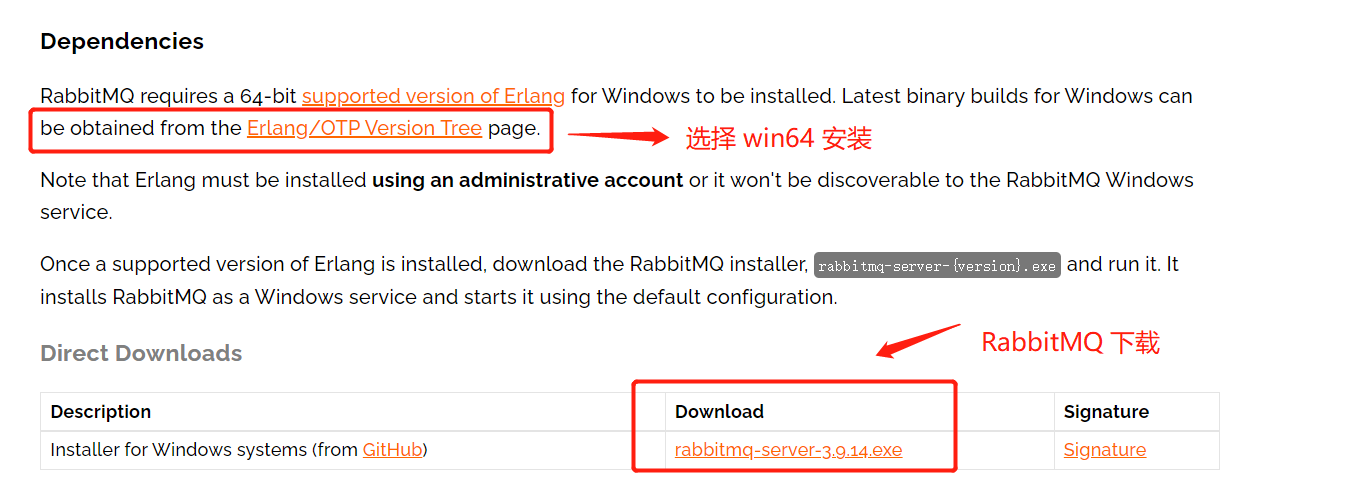 Dependencies
RabbitMQ requires a 64-bit supported version of Erlang for Windows to be installed. Latest binary builds for Windows can
be obtained from the Erlang/OTP Version Tree page.
选择 win64 安装
Note that Erlang must be installed using an administrative account or it won't be discoverable to the RabbitMQ Windows
service.
Once a supported version of Erlang is installed, download the RabbitMQ installer, rabbitmq-server-{version}.exe and run it. It
installs RabbitMQ as a Windows service and starts it using the default configuration.
RabbitMQ 下载
Direct Downloads
Description Download Signature
Installer for Windows systems (from GitHub) rabbitmq-server-3.9.14.exe Signature